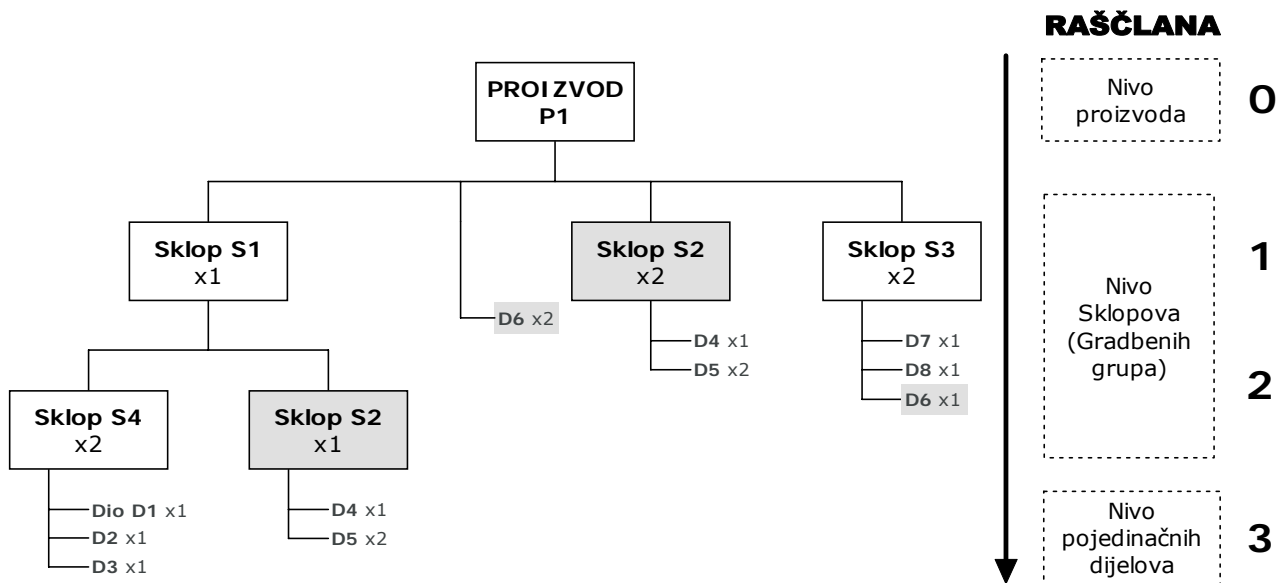 RAŠČLANA
PROIZVOD
P1
Nivo
proizvoda
0
Sklop S1
x1
D6 x2
Sklop S2
x2
D4 x1
D5 x2
Sklop S3
x2
D7 x1
D8 x1
D6 x1
Nivo
Sklopova
(Gradbenih
grupa)
1
2
Sklop S4
x2
Dio D1 x1
D2 x1
D3 x1
Sklop S2
x1
D4 x1
D5 x2
Nivo
pojedinačnih
dijelova
3